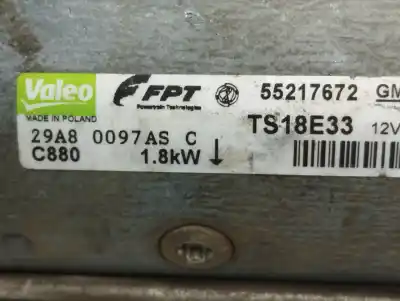 Valeo FPT 55217672 GM
Powertrain Technologies
MADE IN POLAND
29A8 0097AS C TS18E33 12V
C880 1.8kW ↓